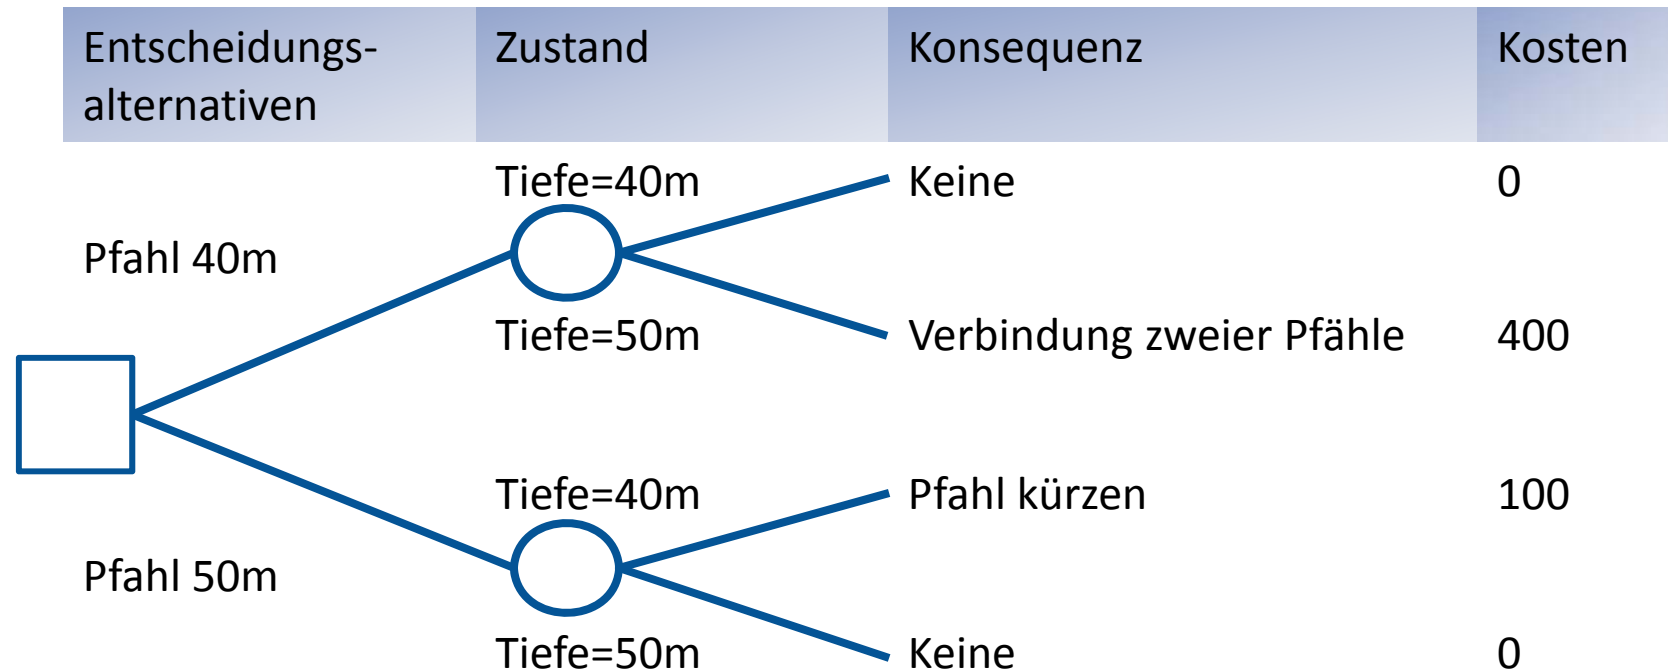 Entscheidungs-
alternativen
Zustand
Konsequenz
Kosten
Tiefe=40m
Keine
0
Pfahl 40m
Tiefe=50m
Verbindung zweier Pfähle
400
Tiefe=40m
Pfahl kürzen
100
Pfahl 50m
Tiefe=50m
Keine
0